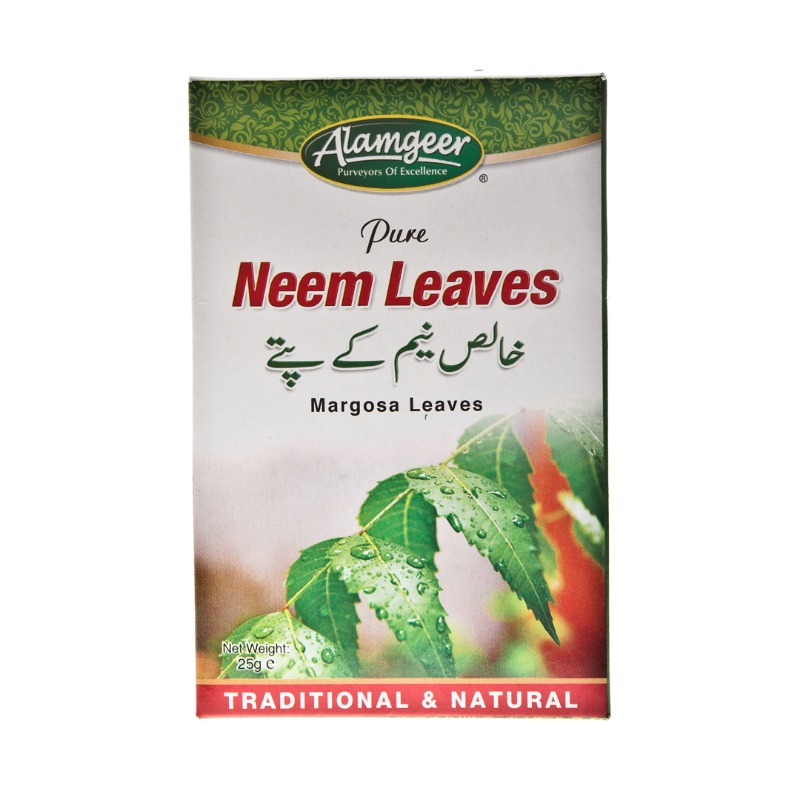 Alamgeer
Purveyors Of Excellence
®
Pure
Neem Leaves
خالص نیم کے پتے
Margosa Leaves
Net Weight:
25g ℮
TRADITIONAL & NATURAL